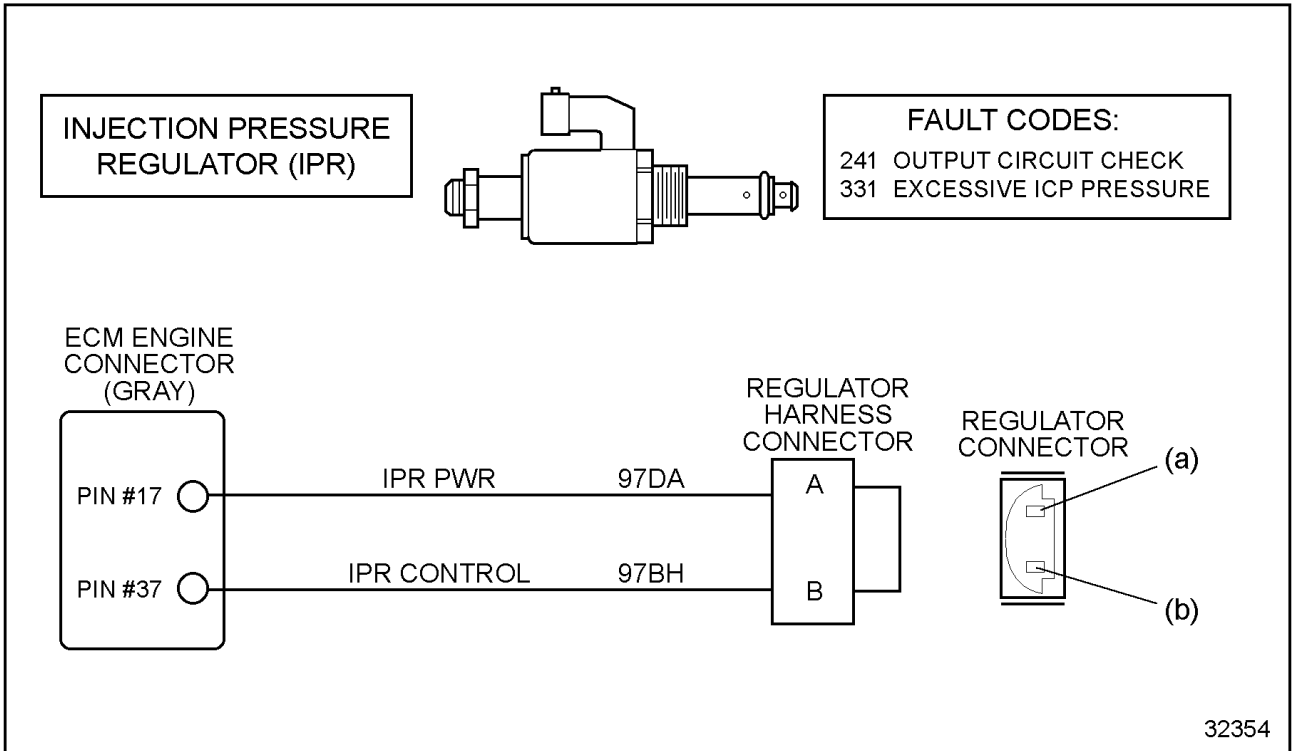 INJECTION PRESSURE
REGULATOR (IPR)
FAULT CODES:
241 OUTPUT CIRCUIT CHECK
331 EXCESSIVE ICP PRESSURE
ECM ENGINE
CONNECTOR
(GRAY)
REGULATOR
HARNESS
CONNECTOR
REGULATOR
CONNECTOR
(a)
PIN #17
IPR PWR
97DA
A
PIN #37
IPR CONTROL
97BH
B
(b)
32354